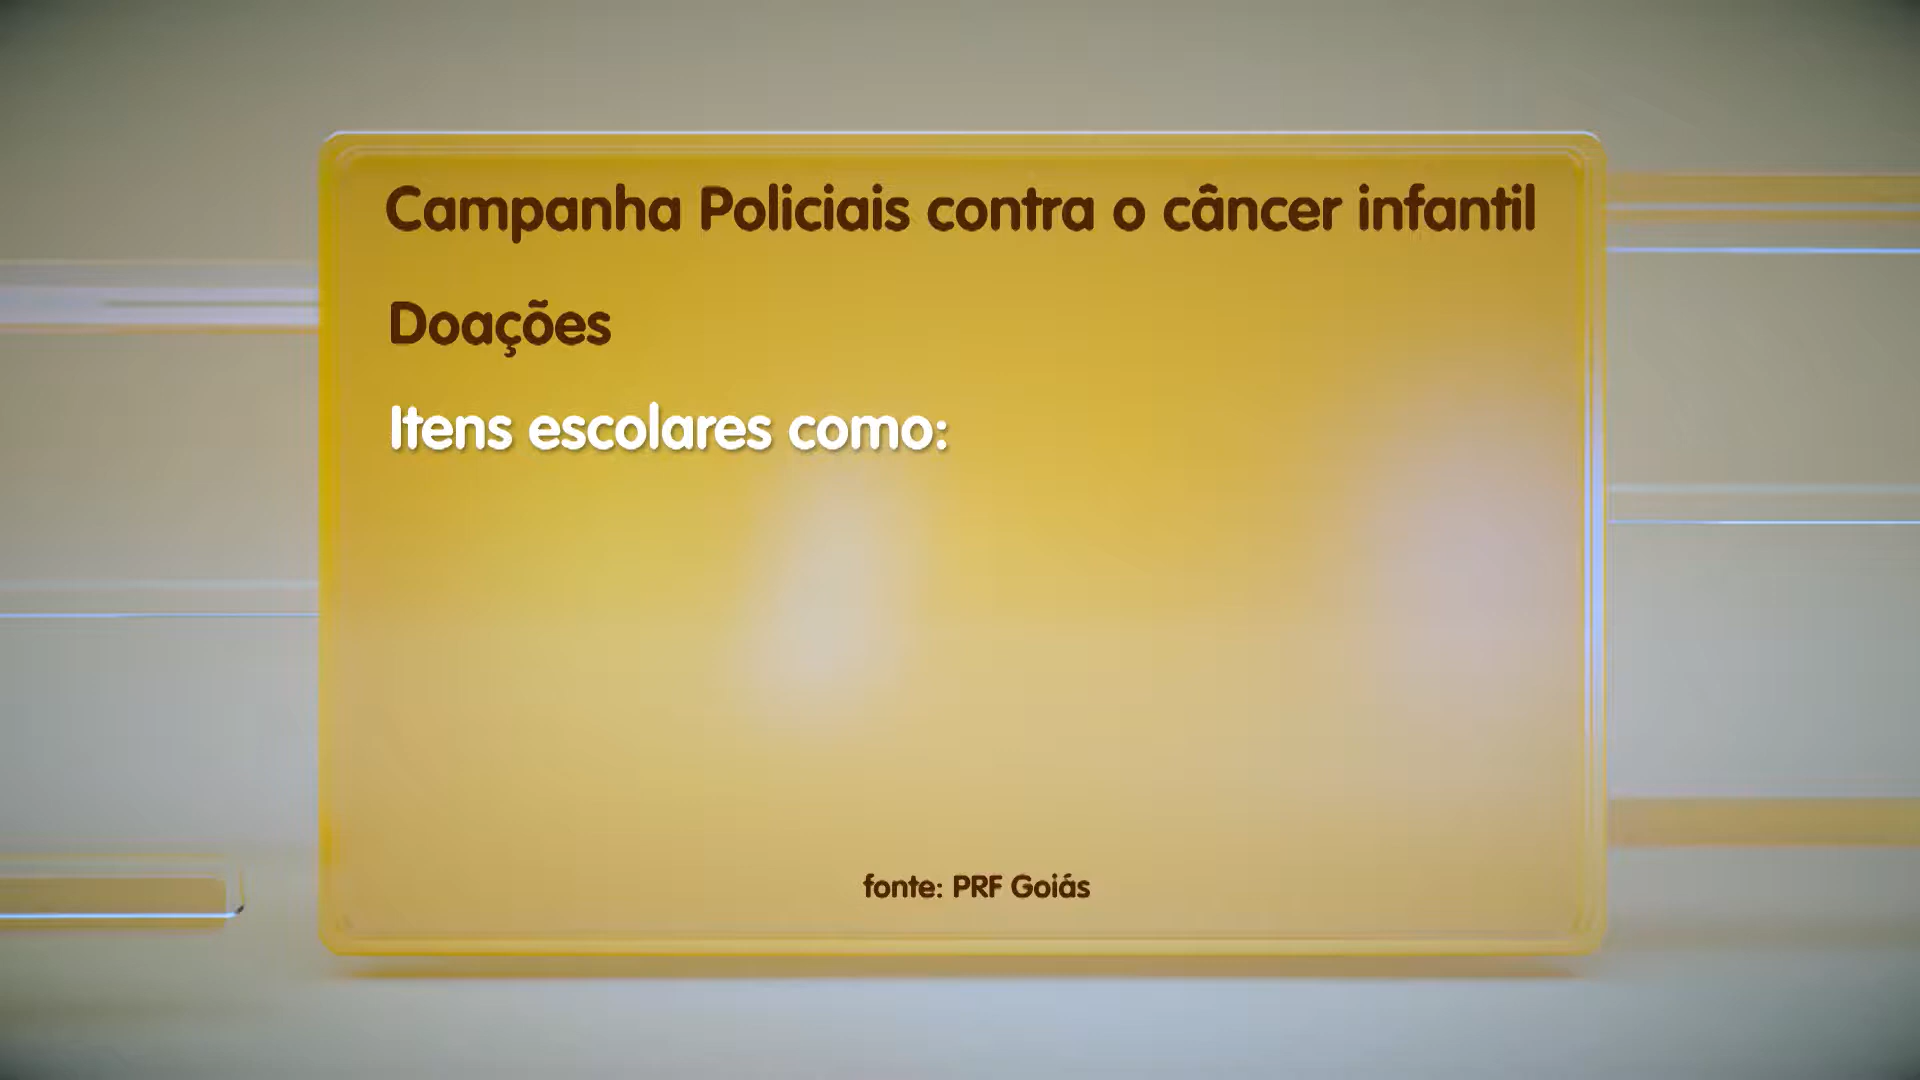 Campanha Policiais contra o câncer infantil
Doações
Itens escolares como:
fonte: PRF Goiás